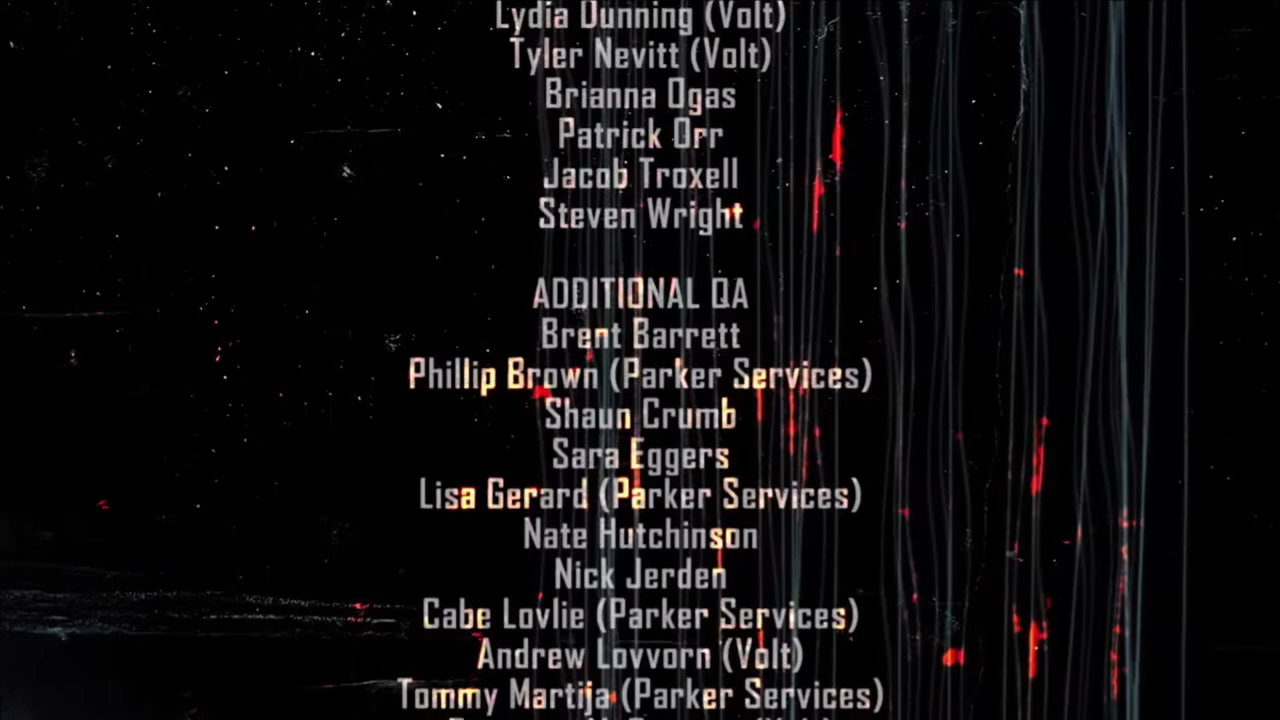 Lydia Dunning (Volt)
Tyler Nevitt (Volt)
Brianna Ogas
Patrick Orr
Jacob Troxell
Steven Wright
ADDITIONAL QA
Brent Barrett
Phillip Brown (Parker Services)
Shaun Crumb
Sara Eggers
Lisa Gerard (Parker Services)
Nate Hutchinson
Nick Jerden
Cabe Lovlie (Parker Services)
Andrew Lovvorn (Volt)
Tommy Martija (Parker Services)